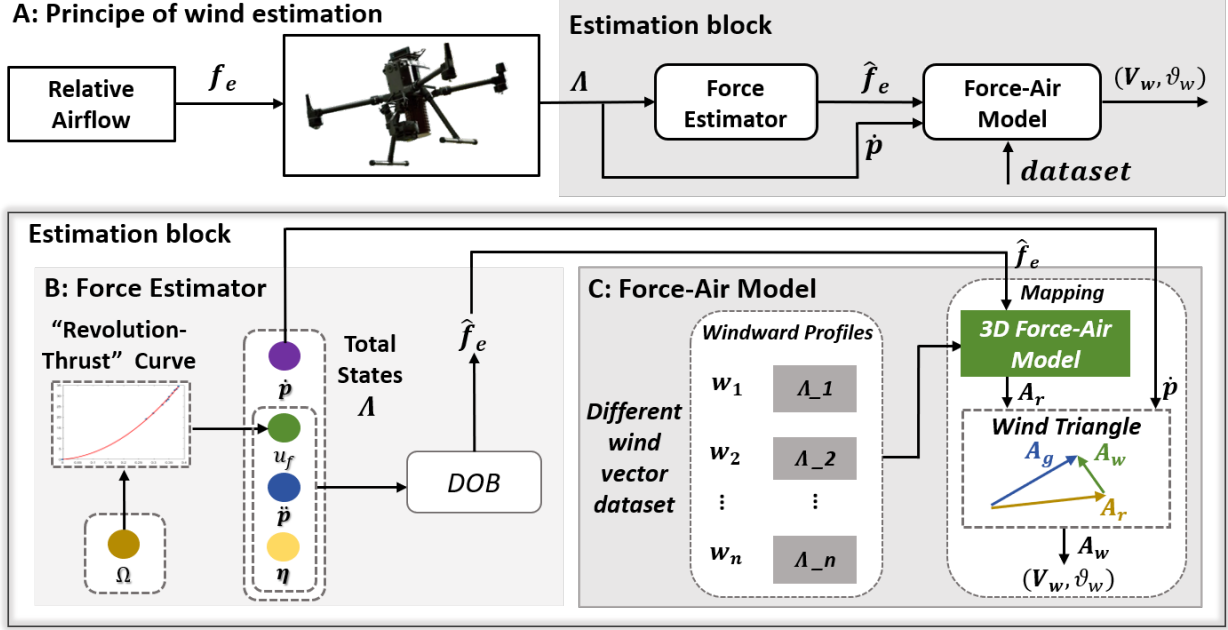 A: Principe of wind estimation
Estimation block
Relative
Airflow
f_e
Λ
Force
Estimator
f̂_e
ṗ
Force-Air
Model
(V_w, ϑ_w)
dataset
Estimation block
B: Force Estimator
“Revolution-
Thrust” Curve
Ω
ṗ
u_f
p̈
η
Total
States
Λ
f̂_e
DOB
C: Force-Air Model
Different
wind
vector
dataset
Windward Profiles
w_1 Λ_1
w_2 Λ_2
⋮ ⋮
w_n Λ_n
f̂_e
Mapping
3D Force-Air
Model
A_r
ṗ
Wind Triangle
A_g
A_w
A_r
A_w
(V_w, ϑ_w)